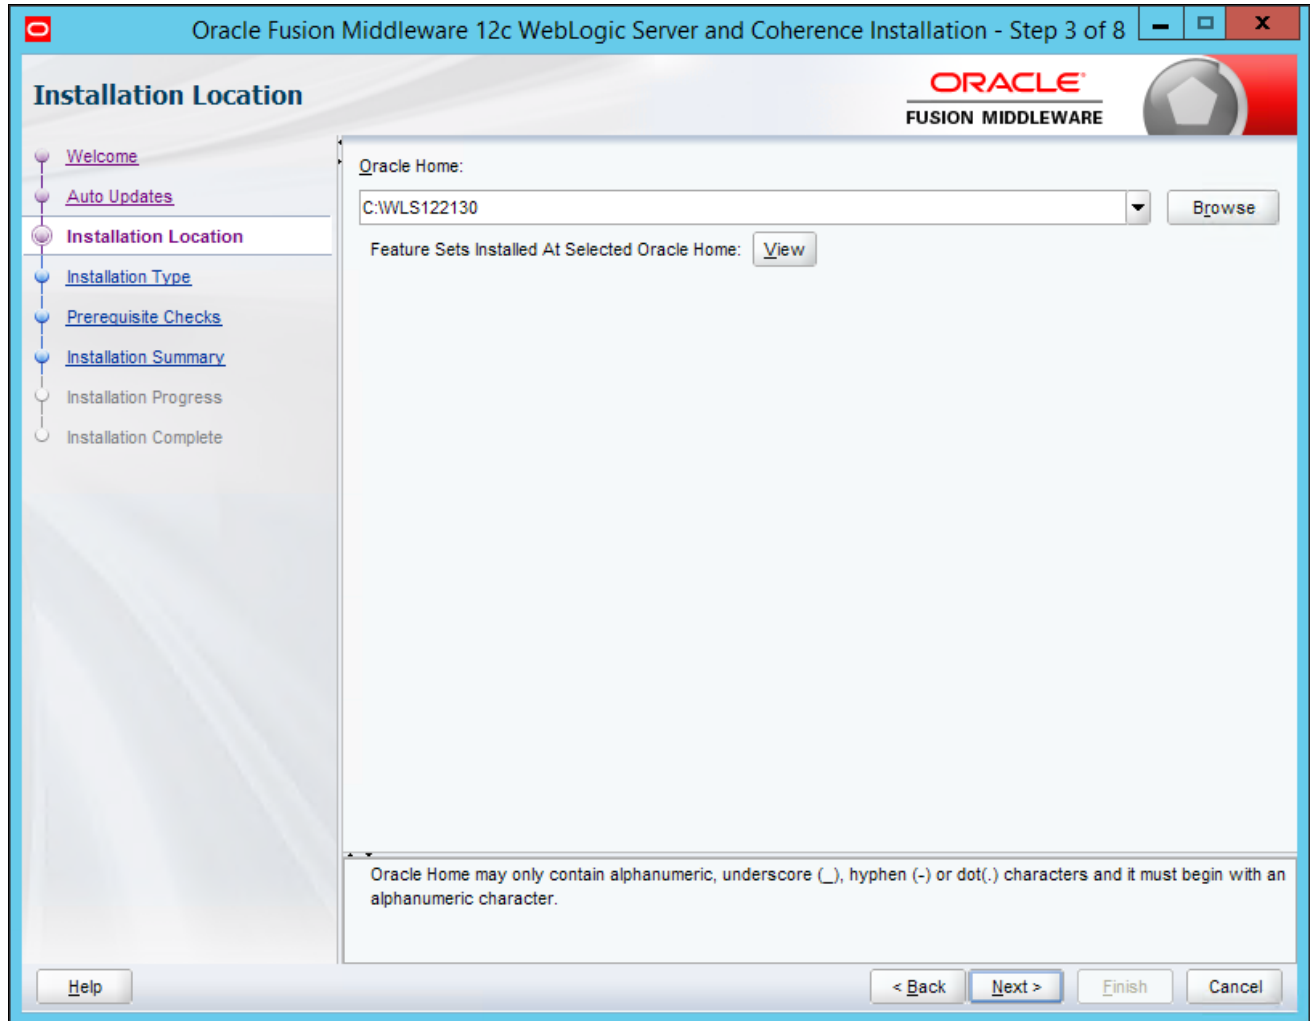 Oracle Fusion Middleware 12c WebLogic Server and Coherence Installation - Step 3 of 8
Installation Location
ORACLE
FUSION MIDDLEWARE
Welcome
Auto Updates
Installation Location
Installation Type
Prerequisite Checks
Installation Summary
Installation Progress
Installation Complete
Oracle Home:
C:\WLS122130
Browse
Feature Sets Installed At Selected Oracle Home: View
Oracle Home may only contain alphanumeric, underscore (_), hyphen (-) or dot(.) characters and it must begin with an
alphanumeric character.
Help < Back Next > Finish Cancel